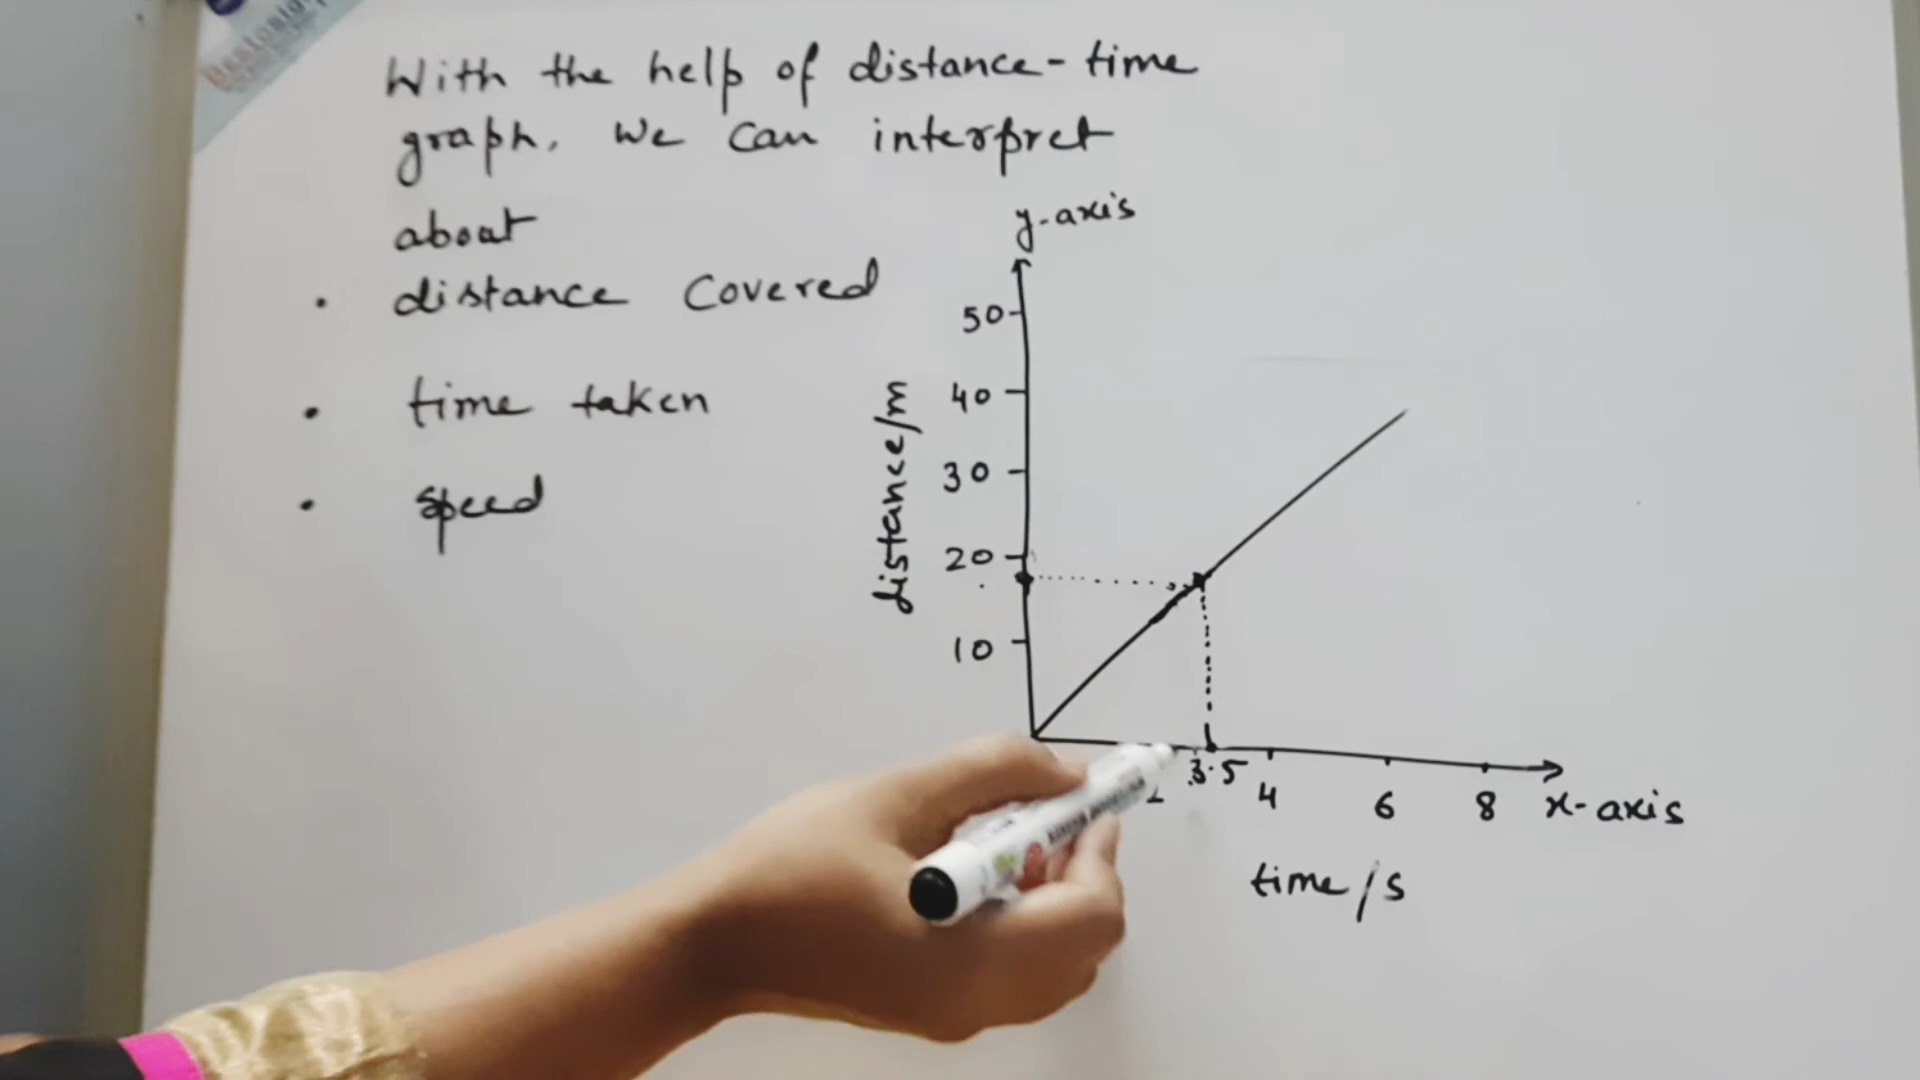 With the help of distance-time
graph, we can interpret
about
• distance covered
• time taken
• speed
y-axis
50
40
30
20
10
distance/m
3.5
2
4
6
8
x-axis
time/s